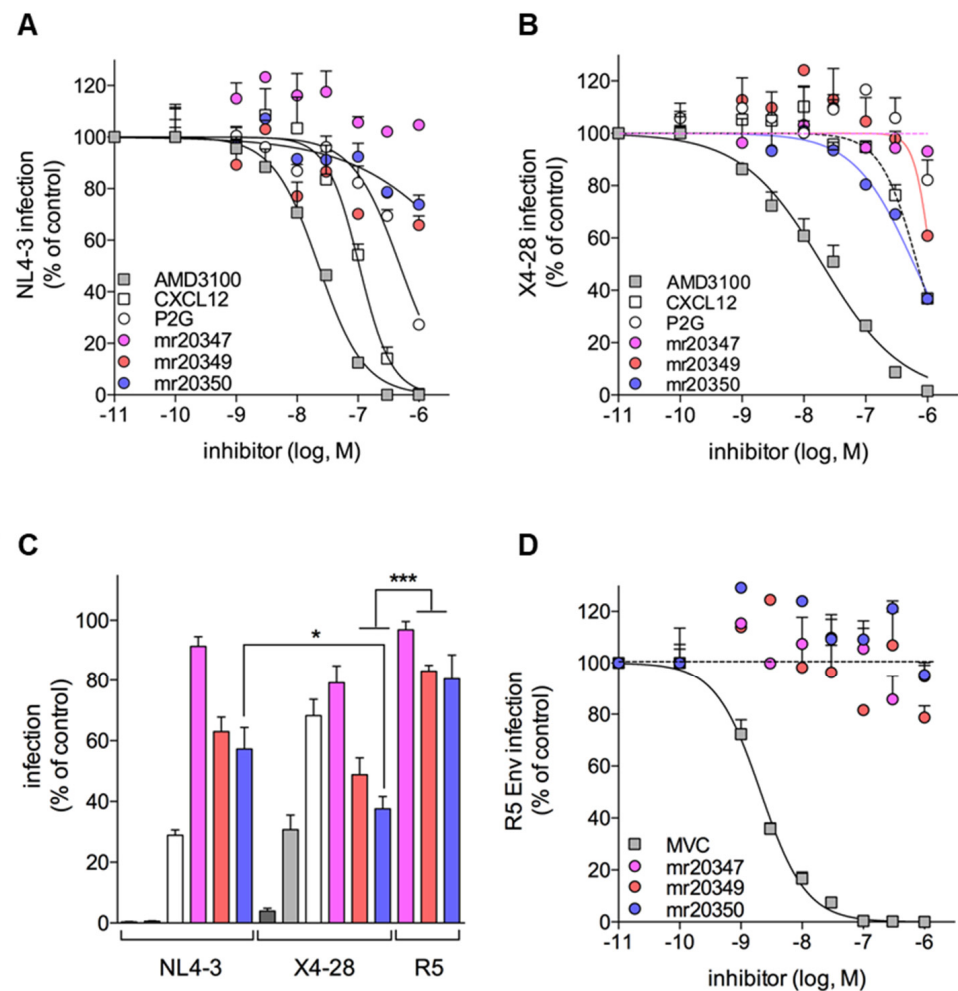 A
NL4-3 infection
(% of control)
120
100
80
60
40
20
0
AMD3100
CXCL12
P2G
mr20347
mr20349
mr20350
-11 -10 -9 -8 -7 -6
inhibitor (log, M)
B
X4-28 infection
(% of control)
120
100
80
60
40
20
0
AMD3100
CXCL12
P2G
mr20347
mr20349
mr20350
-11 -10 -9 -8 -7 -6
inhibitor (log, M)
C
infection
(% of control)
100
80
60
40
20
0
***
*
NL4-3 X4-28 R5
D
R5 Env infection
(% of control)
120
100
80
60
40
20
0
MVC
mr20347
mr20349
mr20350
-11 -10 -9 -8 -7 -6
inhibitor (log, M)